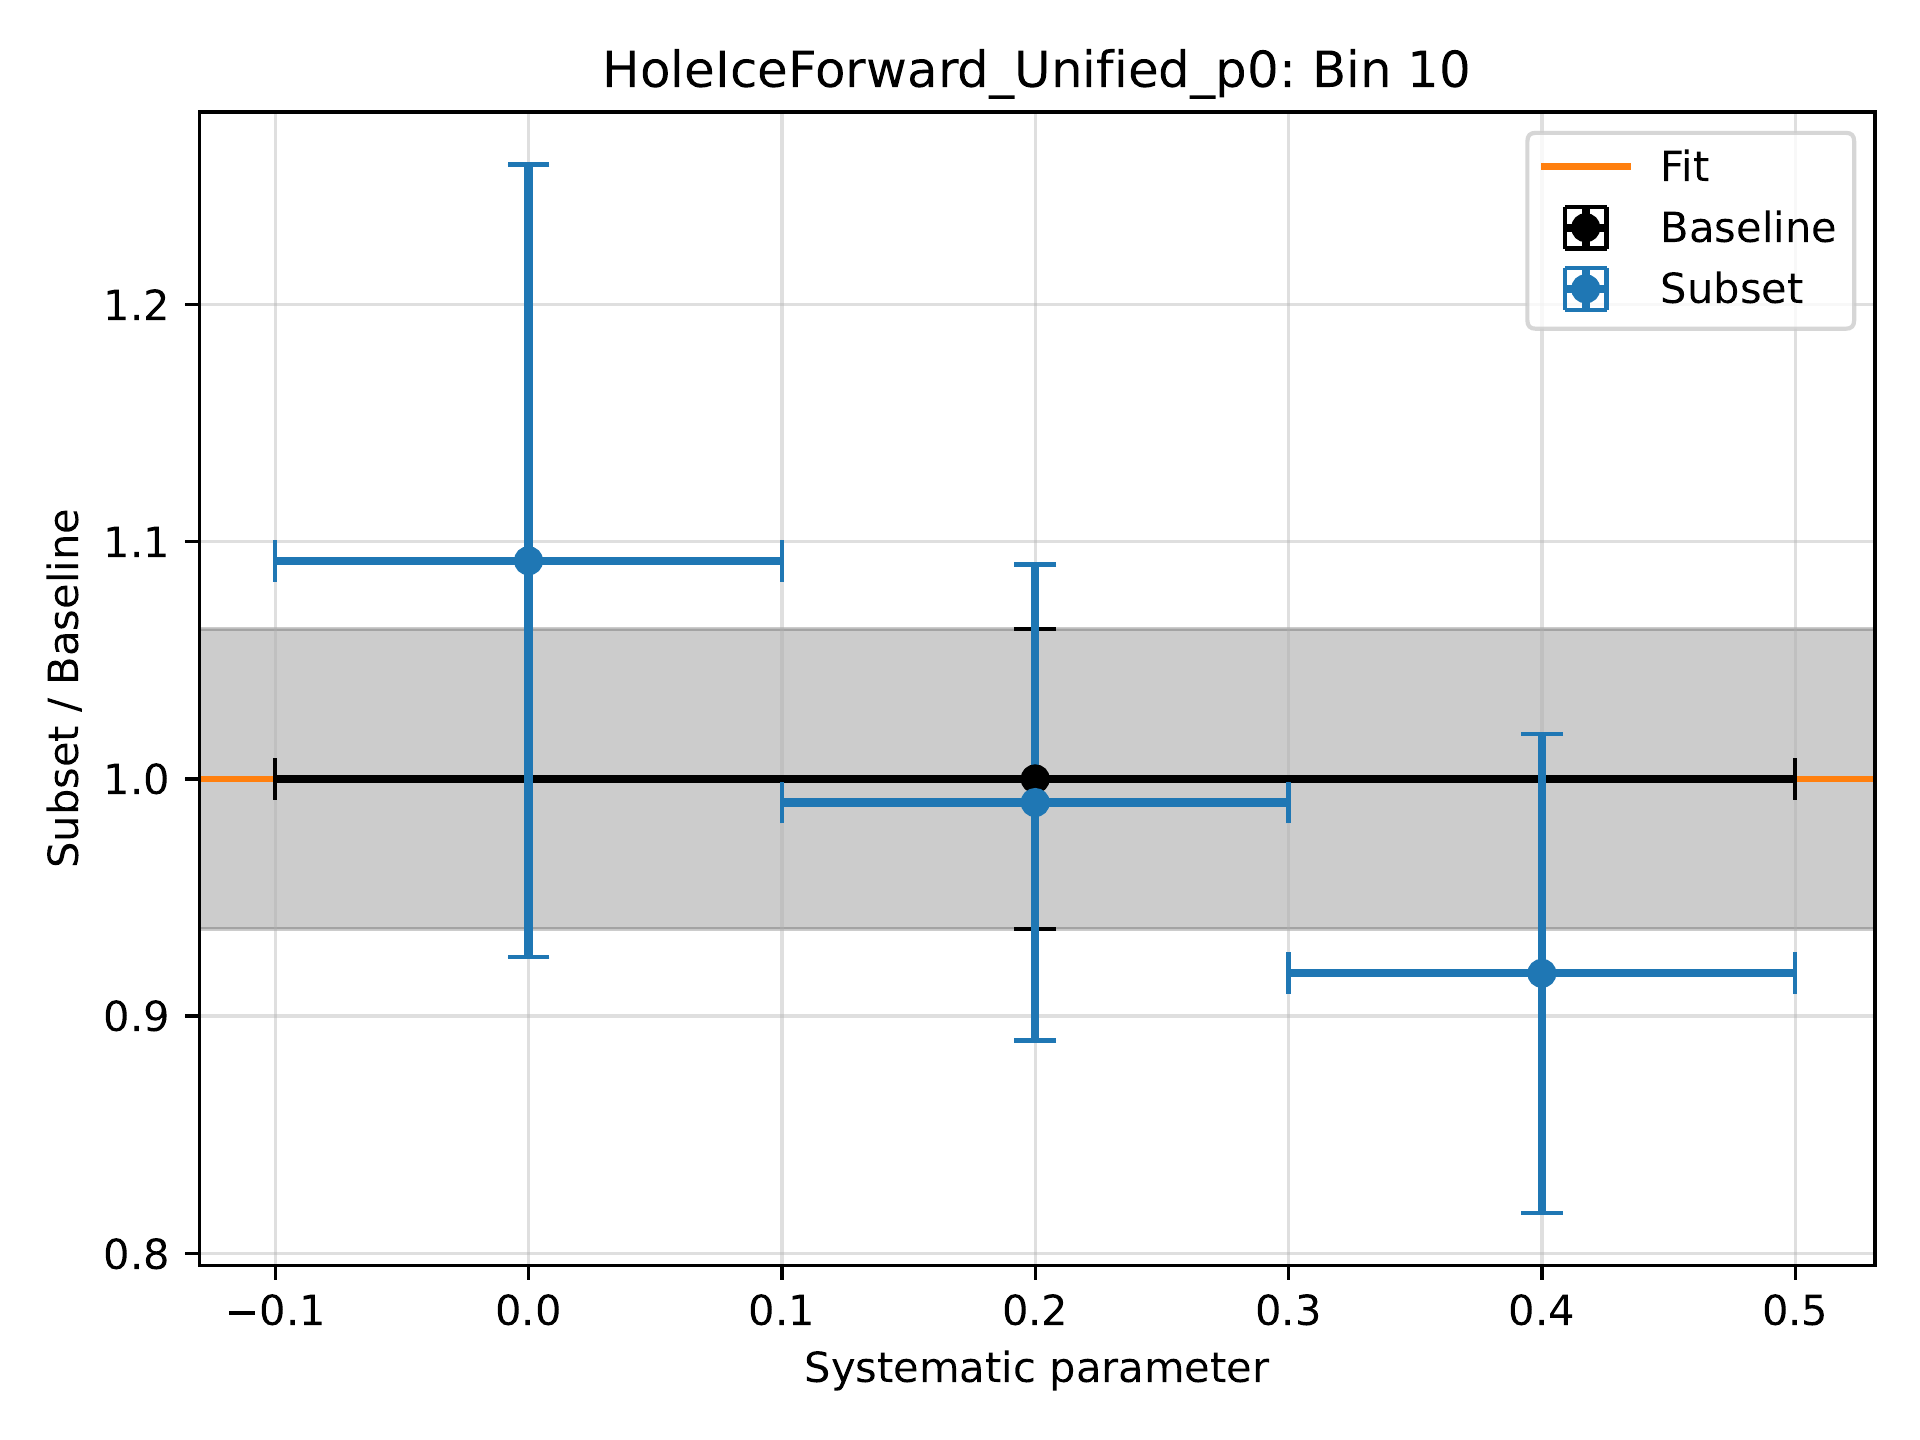 HoleIceForward_Unified_p0: Bin 10
Fit
Baseline
Subset
Subset / Baseline
1.2
1.1
1.0
0.9
0.8
−0.1 0.0 0.1 0.2 0.3 0.4 0.5
Systematic parameter